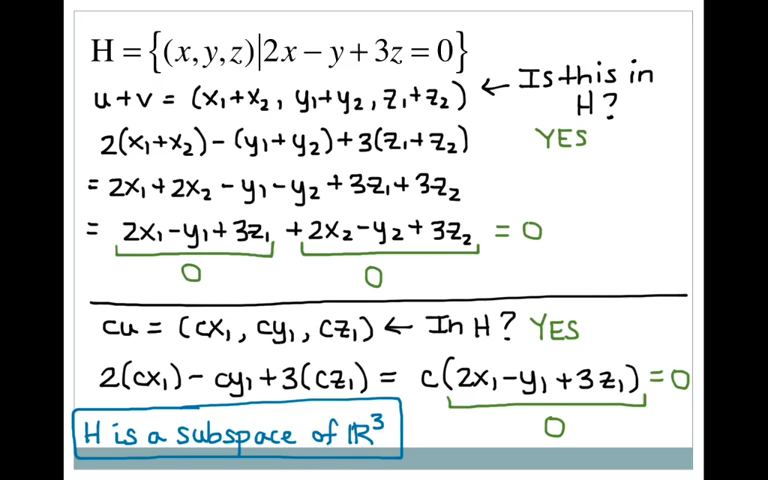 H = {(x, y, z)|2x − y + 3z = 0}
u+v = (x₁+x₂, y₁+y₂, z₁+z₂) ← Is this in H?
2(x₁+x₂) − (y₁+y₂) + 3(z₁+z₂) YES
= 2x₁ + 2x₂ − y₁ − y₂ + 3z₁ + 3z₂
= 2x₁ − y₁ + 3z₁ + 2x₂ − y₂ + 3z₂ = 0
0 0
cu = (cx₁, cy₁, cz₁) ← In H? YES
2(cx₁) − cy₁ + 3(cz₁) = c(2x₁ − y₁ + 3z₁) = 0
0
H is a subspace of ℝ³